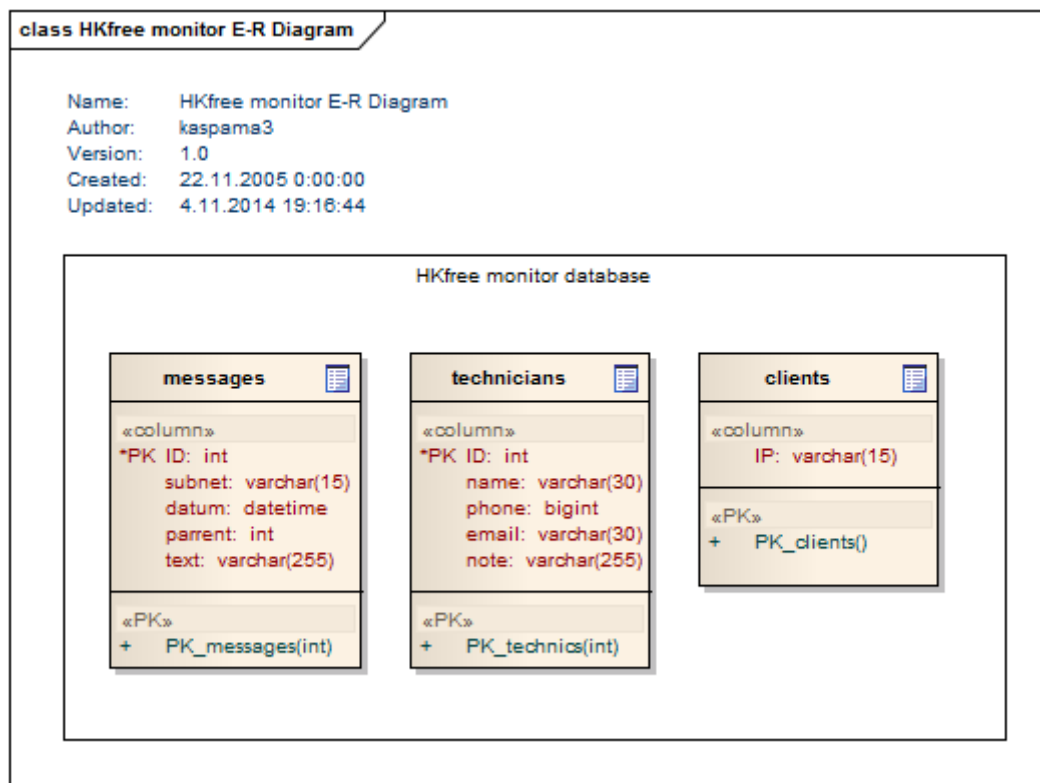 class HKfree monitor E-R Diagram
Name: HKfree monitor E-R Diagram
Author: kaspama3
Version: 1.0
Created: 22.11.2005 0:00:00
Updated: 4.11.2014 19:16:44
HKfree monitor database
messages
«column»
*PK ID: int
subnet: varchar(15)
datum: datetime
parrent: int
text: varchar(255)
«PK»
+ PK_messages(int)
technicians
«column»
*PK ID: int
name: varchar(30)
phone: bigint
email: varchar(30)
note: varchar(255)
«PK»
+ PK_technics(int)
clients
«column»
IP: varchar(15)
«PK»
+ PK_clients()